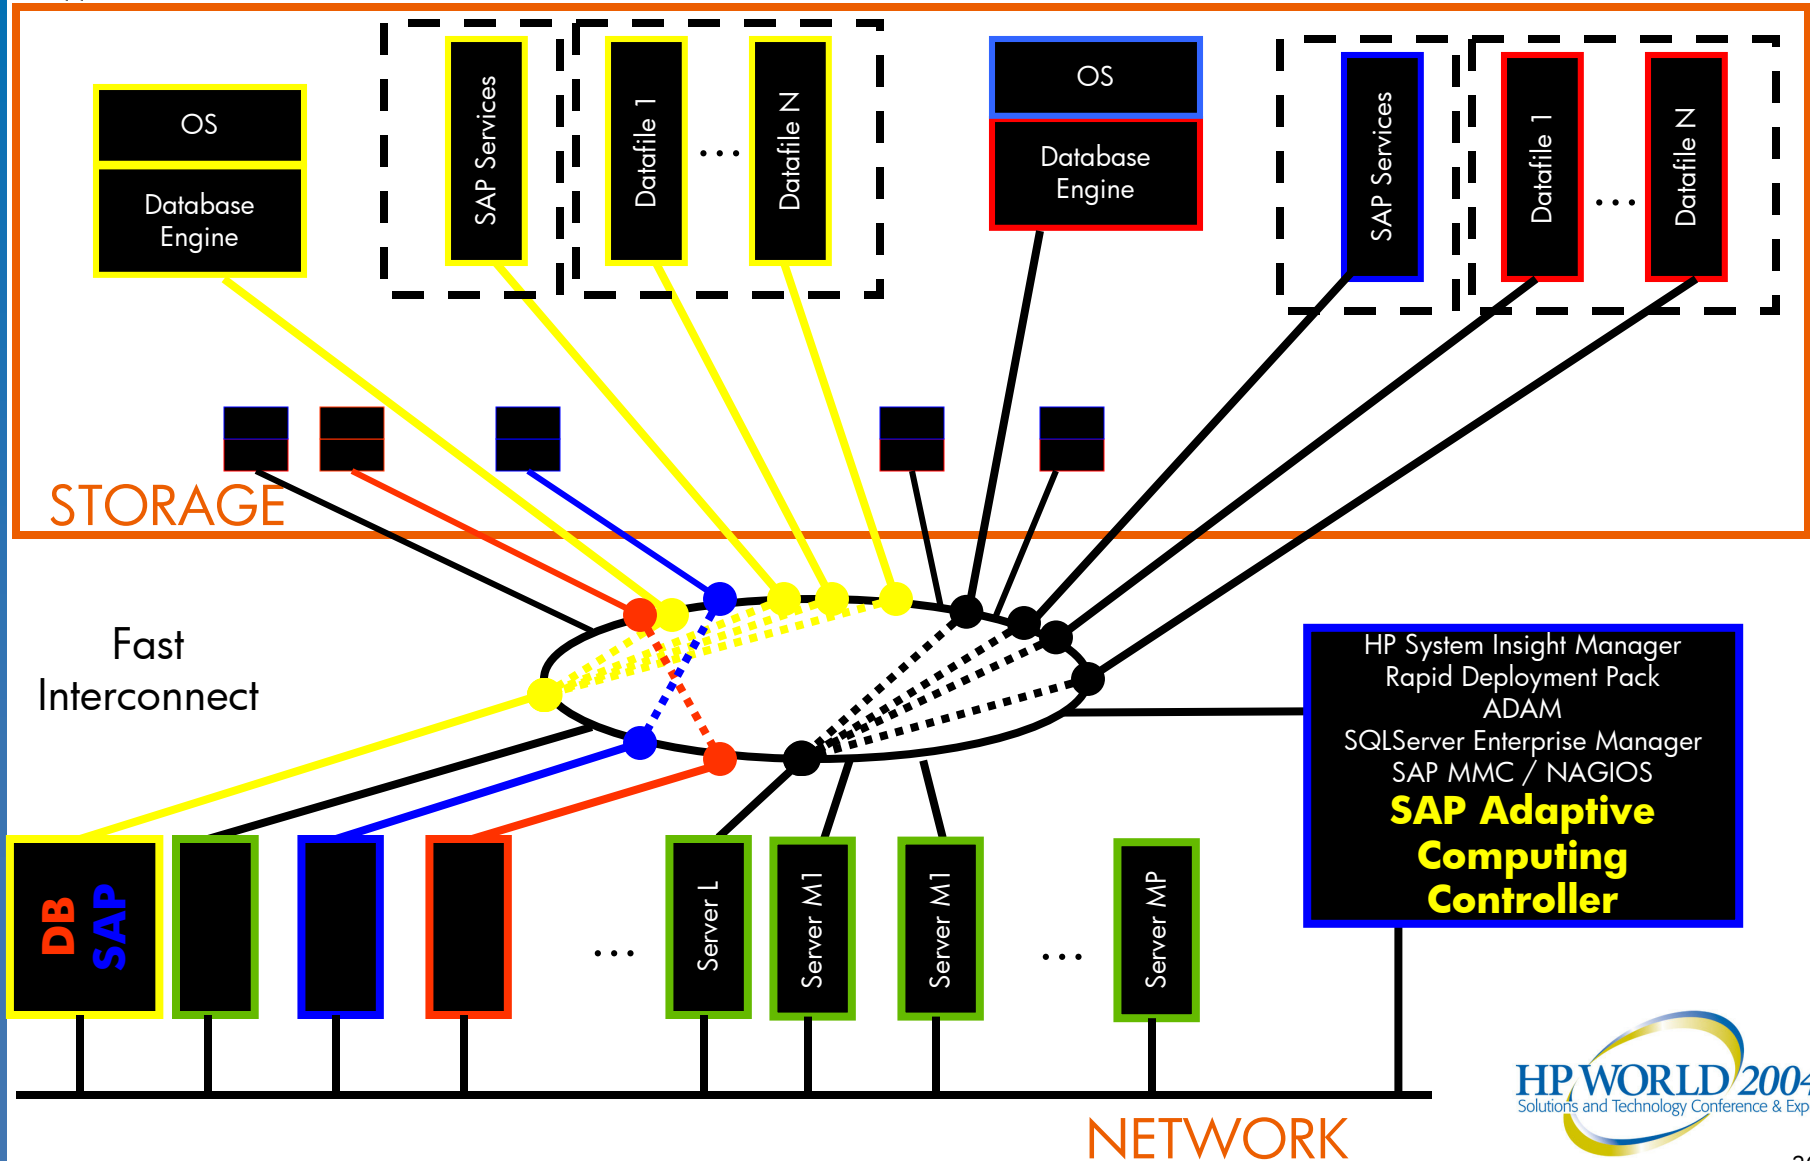 OS
Database
Engine
SAP Services
Datafile 1
...
Datafile N
OS
Database
Engine
SAP Services
Datafile 1
...
Datafile N
STORAGE
Fast
Interconnect
HP System Insight Manager
Rapid Deployment Pack
ADAM
SQLServer Enterprise Manager
SAP MMC / NAGIOS
SAP Adaptive
Computing
Controller
DB
SAP
...
Server L
Server M1
Server M1
...
Server MP
NETWORK
HP WORLD 2004
Solutions and Technology Conference &